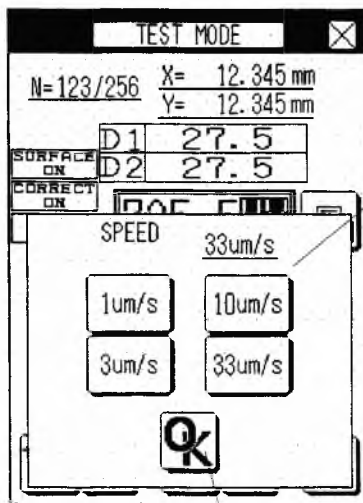 TEST MODE
N=123/256
X= 12.345 mm
Y= 12.345 mm
D1 27.5
D2 27.5
SURFACE ON
CORRECT ON
SPEED 33um/s
1um/s 10um/s
3um/s 33um/s
OK